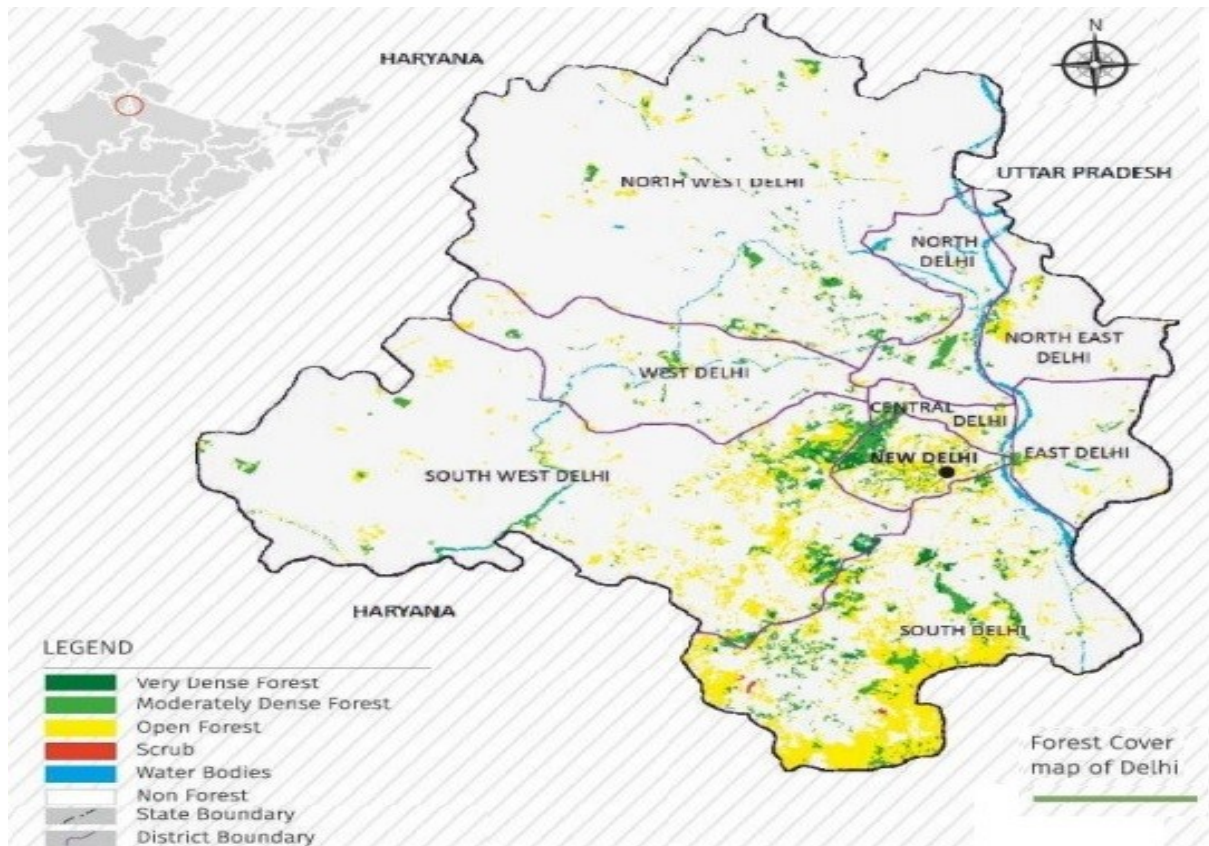 N
HARYANA
UTTAR PRADESH
NORTH WEST DELHI
NORTH
DELHI
NORTH EAST
DELHI
WEST DELHI
CENTRAL
DELHI
NEW DELHI
EAST DELHI
SOUTH WEST DELHI
HARYANA
SOUTH DELHI
LEGEND
Very Dense Forest
Moderately Dense Forest
Open Forest
Scrub
Water Bodies
Non Forest
State Boundary
District Boundary
Forest Cover
map of Delhi